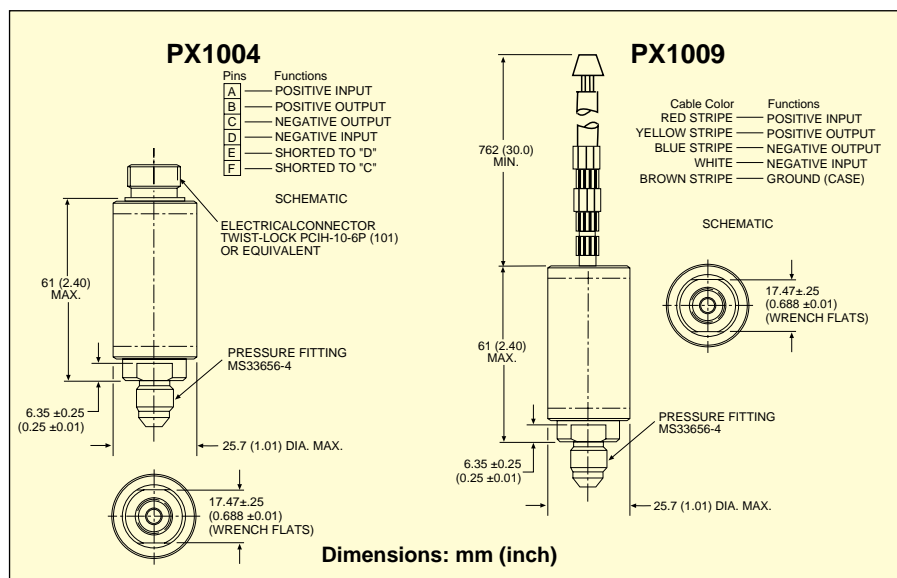 PX1004
Pins Functions
A POSITIVE INPUT
B POSITIVE OUTPUT
C NEGATIVE OUTPUT
D NEGATIVE INPUT
E SHORTED TO "D"
F SHORTED TO "C"
SCHEMATIC
ELECTRICALCONNECTOR
TWIST-LOCK PCIH-10-6P (101)
OR EQUIVALENT
61 (2.40)
MAX.
PRESSURE FITTING
MS33656-4
6.35 ±0.25
(0.25 ±0.01)
25.7 (1.01) DIA. MAX.
17.47±.25
(0.688 ±0.01)
(WRENCH FLATS)
PX1009
762 (30.0)
MIN.
Cable Color Functions
RED STRIPE POSITIVE INPUT
YELLOW STRIPE POSITIVE OUTPUT
BLUE STRIPE NEGATIVE OUTPUT
WHITE NEGATIVE INPUT
BROWN STRIPE GROUND (CASE)
SCHEMATIC
17.47±.25
(0.688 ±0.01)
(WRENCH FLATS)
61 (2.40)
MAX.
PRESSURE FITTING
MS33656-4
6.35 ±0.25
(0.25 ±0.01)
25.7 (1.01) DIA. MAX.
Dimensions: mm (inch)